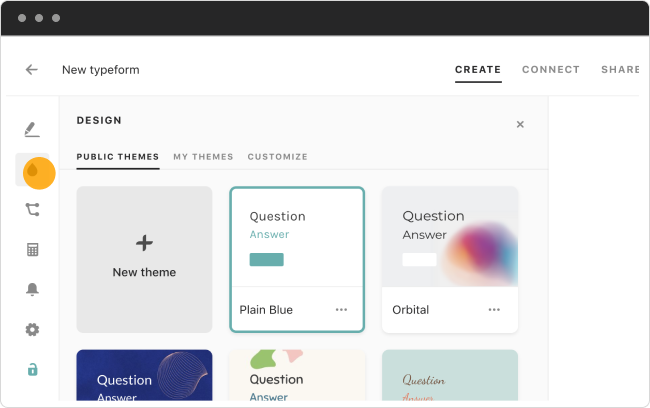 New typeform
CREATE CONNECT SHARE
DESIGN
PUBLIC THEMES MY THEMES CUSTOMIZE
New theme
Question
Answer
Plain Blue
Question
Answer
Orbital
Question
Answer
Question
Answer
Question
Answer